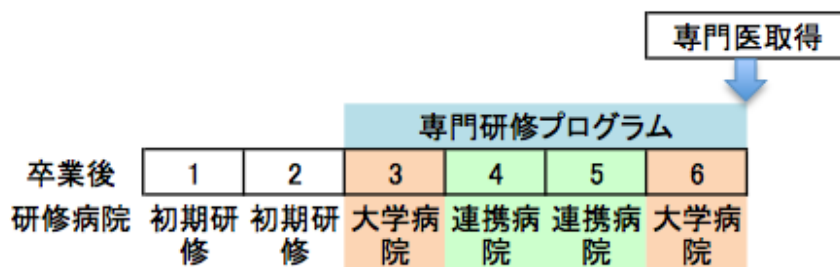 専門医取得
専門研修プログラム
卒業後 1 2 3 4 5 6
研修病院 初期研修 初期研修 大学病院 連携病院 連携病院 大学病院